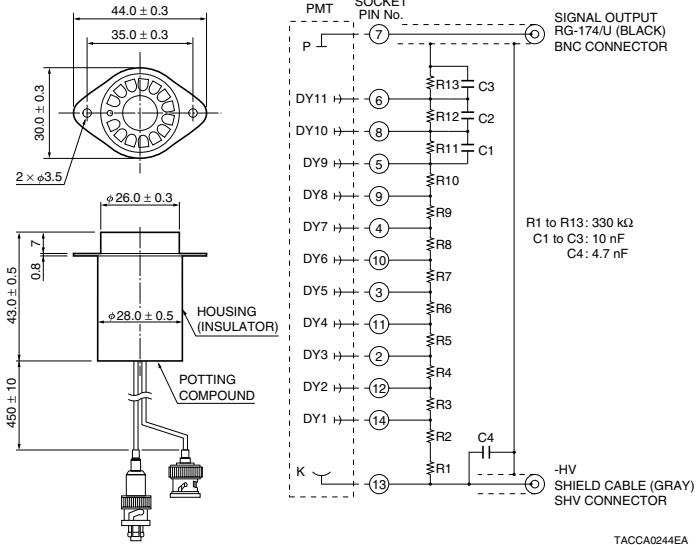 44.0 ± 0.3
35.0 ± 0.3
30.0 ± 0.3
2 × φ3.5
φ26.0 ± 0.3
7
0.8
43.0 ± 0.5
φ28.0 ± 0.5
HOUSING
(INSULATOR)
POTTING
COMPOUND
450 ± 10
PMT
SOCKET
PIN No.
P
7
SIGNAL OUTPUT
RG-174/U (BLACK)
BNC CONNECTOR
R13
C3
DY11
6
R12
C2
DY10
8
R11
C1
DY9
5
R10
DY8
9
R9
DY7
4
R8
DY6
10
R7
DY5
3
R6
DY4
11
R5
DY3
2
R4
DY2
12
R3
DY1
14
R2
C4
R1
K
13
R1 to R13: 330 kΩ
C1 to C3: 10 nF
C4: 4.7 nF
-HV
SHIELD CABLE (GRAY)
SHV CONNECTOR
TACCA0244EA